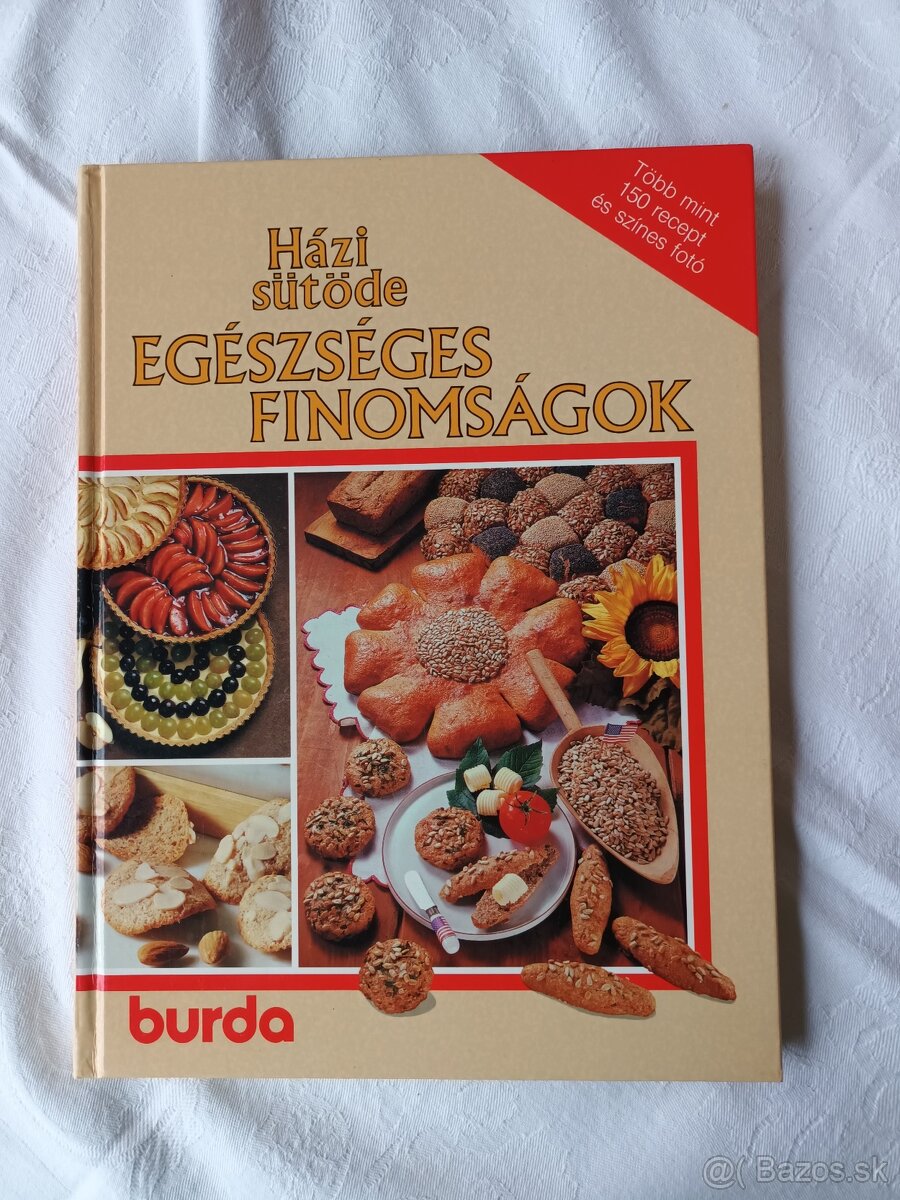 Több mint
150 recept
és színes fotó
Házi
sütöde
EGÉSZSÉGES
FINOMSÁGOK
burda
@( Bazos.sk